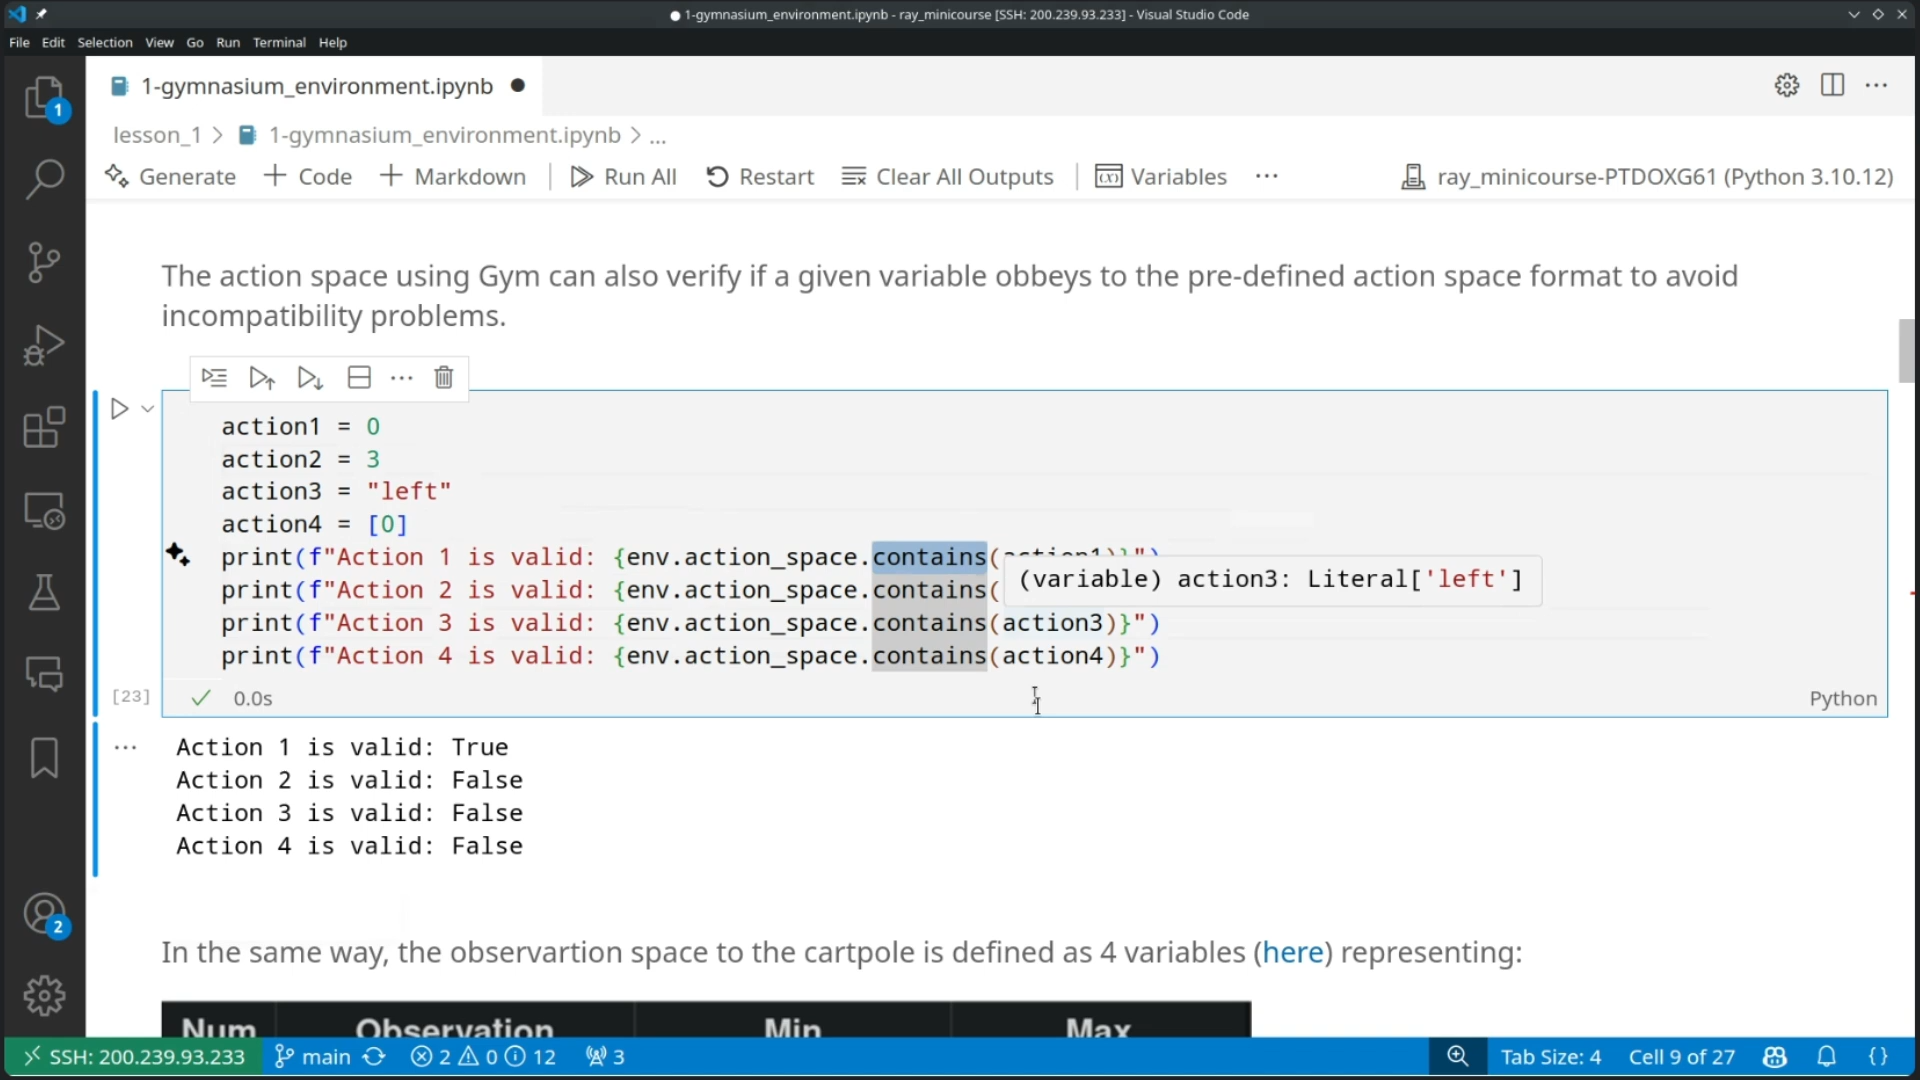 1-gymnasium_environment.ipynb - ray_minicourse [SSH: 200.239.93.233] - Visual Studio Code
File Edit Selection View Go Run Terminal Help
1-gymnasium_environment.ipynb
lesson_1 > 1-gymnasium_environment.ipynb > ...
Generate + Code + Markdown Run All Restart Clear All Outputs Variables ... ray_minicourse-PTDOXG61 (Python 3.10.12)
The action space using Gym can also verify if a given variable obbeys to the pre-defined action space format to avoid
incompatibility problems.
action1 = 0
action2 = 3
action3 = "left"
action4 = [0]
print(f"Action 1 is valid: {env.action_space.contains(action1)}")
(variable) action3: Literal['left']
print(f"Action 2 is valid: {env.action_space.contains(
print(f"Action 3 is valid: {env.action_space.contains(action3)}")
print(f"Action 4 is valid: {env.action_space.contains(action4)}")
[23] 0.0s Python
Action 1 is valid: True
Action 2 is valid: False
Action 3 is valid: False
Action 4 is valid: False
In the same way, the observartion space to the cartpole is defined as 4 variables (here) representing:
Num Observation Min Max
1
2
SSH: 200.239.93.233 main 2 0 12 3 Tab Size: 4 Cell 9 of 27 {}